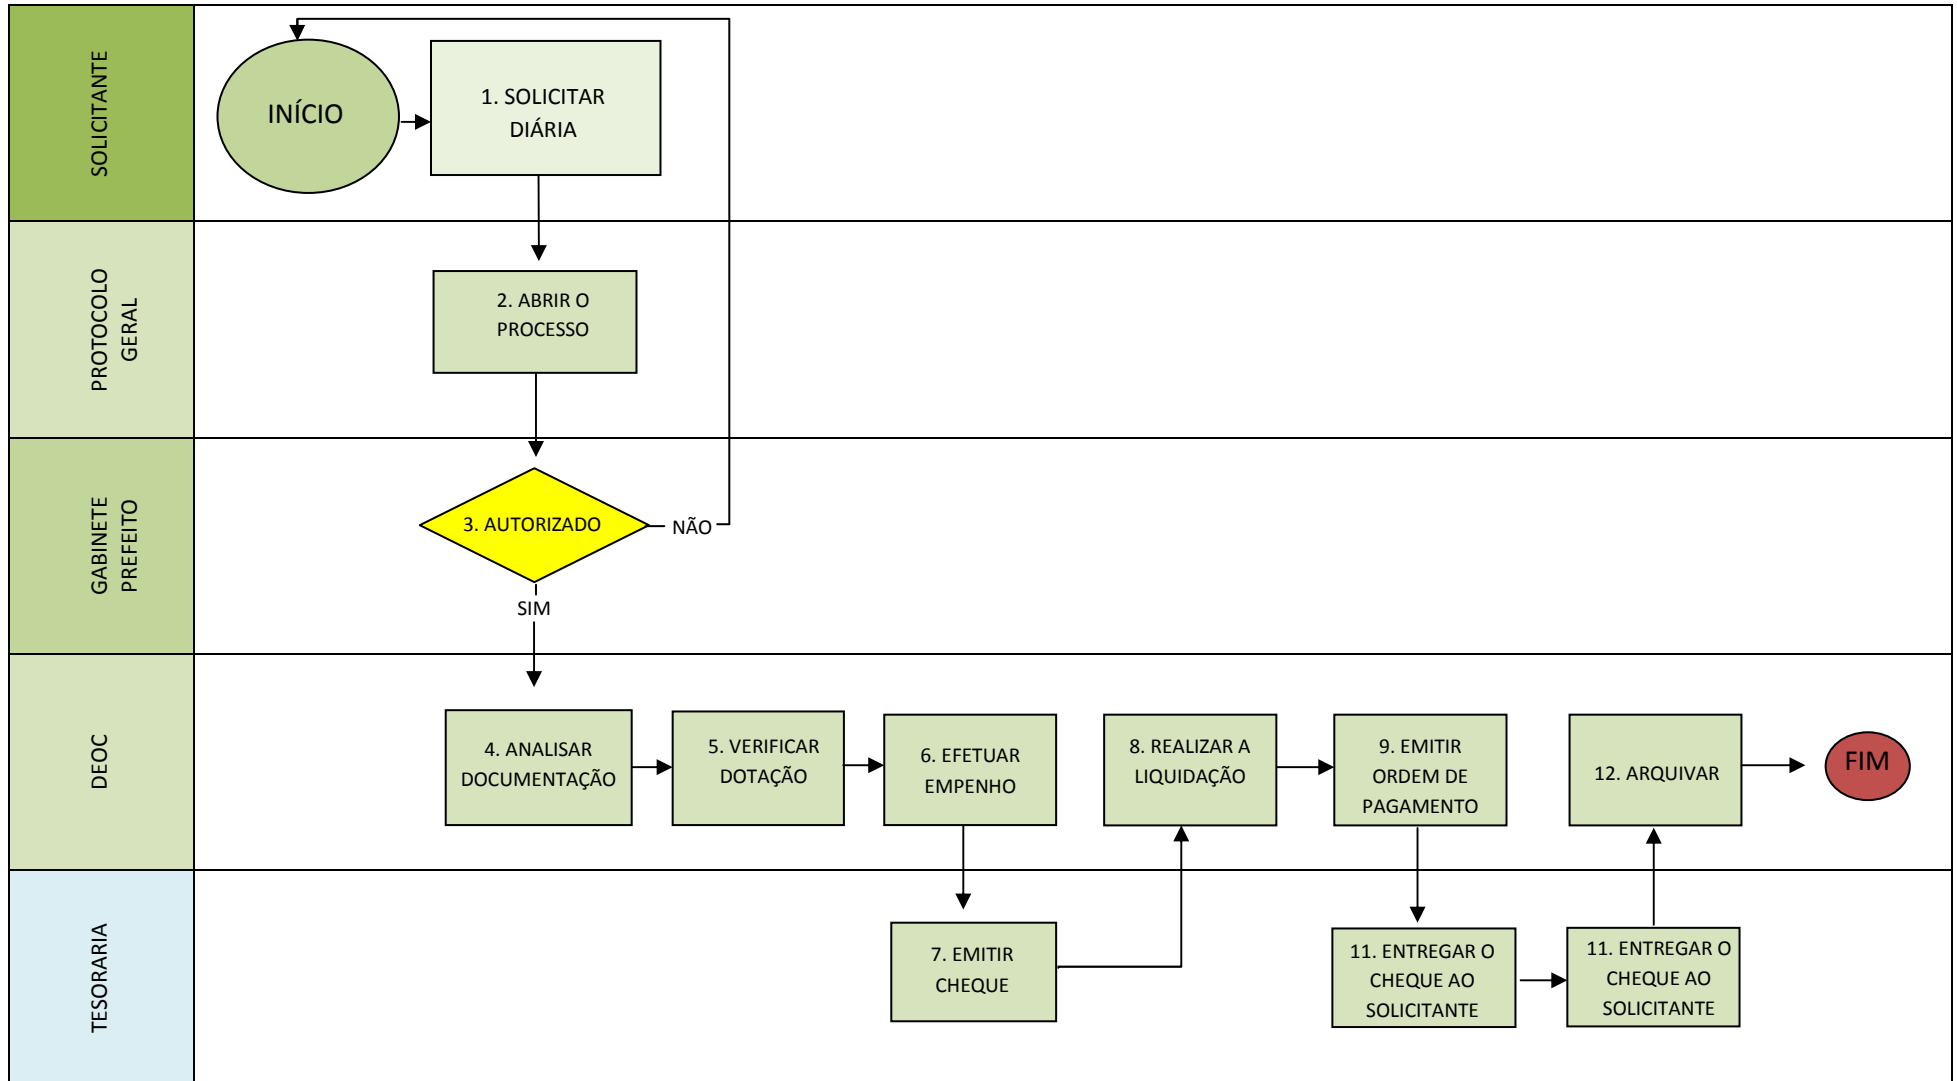 SOLICITANTE
INÍCIO
1. SOLICITAR
DIÁRIA
PROTOCOLO
GERAL
2. ABRIR O
PROCESSO
GABINETE
PREFEITO
3. AUTORIZADO
NÃO
SIM
DEOC
4. ANALISAR
DOCUMENTAÇÃO
5. VERIFICAR
DOTAÇÃO
6. EFETUAR
EMPENHO
8. REALIZAR A
LIQUIDAÇÃO
9. EMITIR
ORDEM DE
PAGAMENTO
12. ARQUIVAR
FIM
TESORARIA
7. EMITIR
CHEQUE
11. ENTREGAR O
CHEQUE AO
SOLICITANTE
11. ENTREGAR O
CHEQUE AO
SOLICITANTE